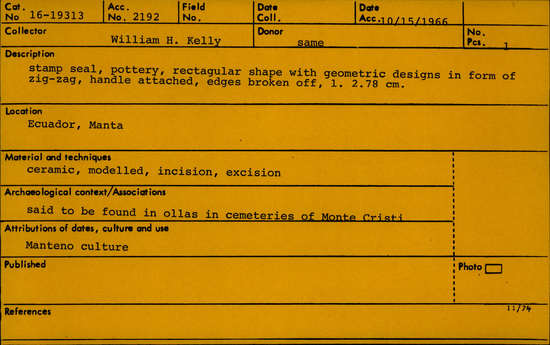 Cat. No 16-19313 Acc. No. 2192 Field No. Date Coll. Date Acc. 10/15/1966
Collector William H. Kelly Donor same No. Pcs. 1
Description
stamp seal, pottery, rectagular shape with geometric designs in form of
zig-zag, handle attached, edges broken off, l. 2.78 cm.
Location
Ecuador, Manta
Material and techniques
ceramic, modelled, incision, excision
Archaeological context/Associations
said to be found in ollas in cemeteries of Monte Cristi
Attributions of dates, culture and use
Manteno culture
Published
Photo
References
11/74